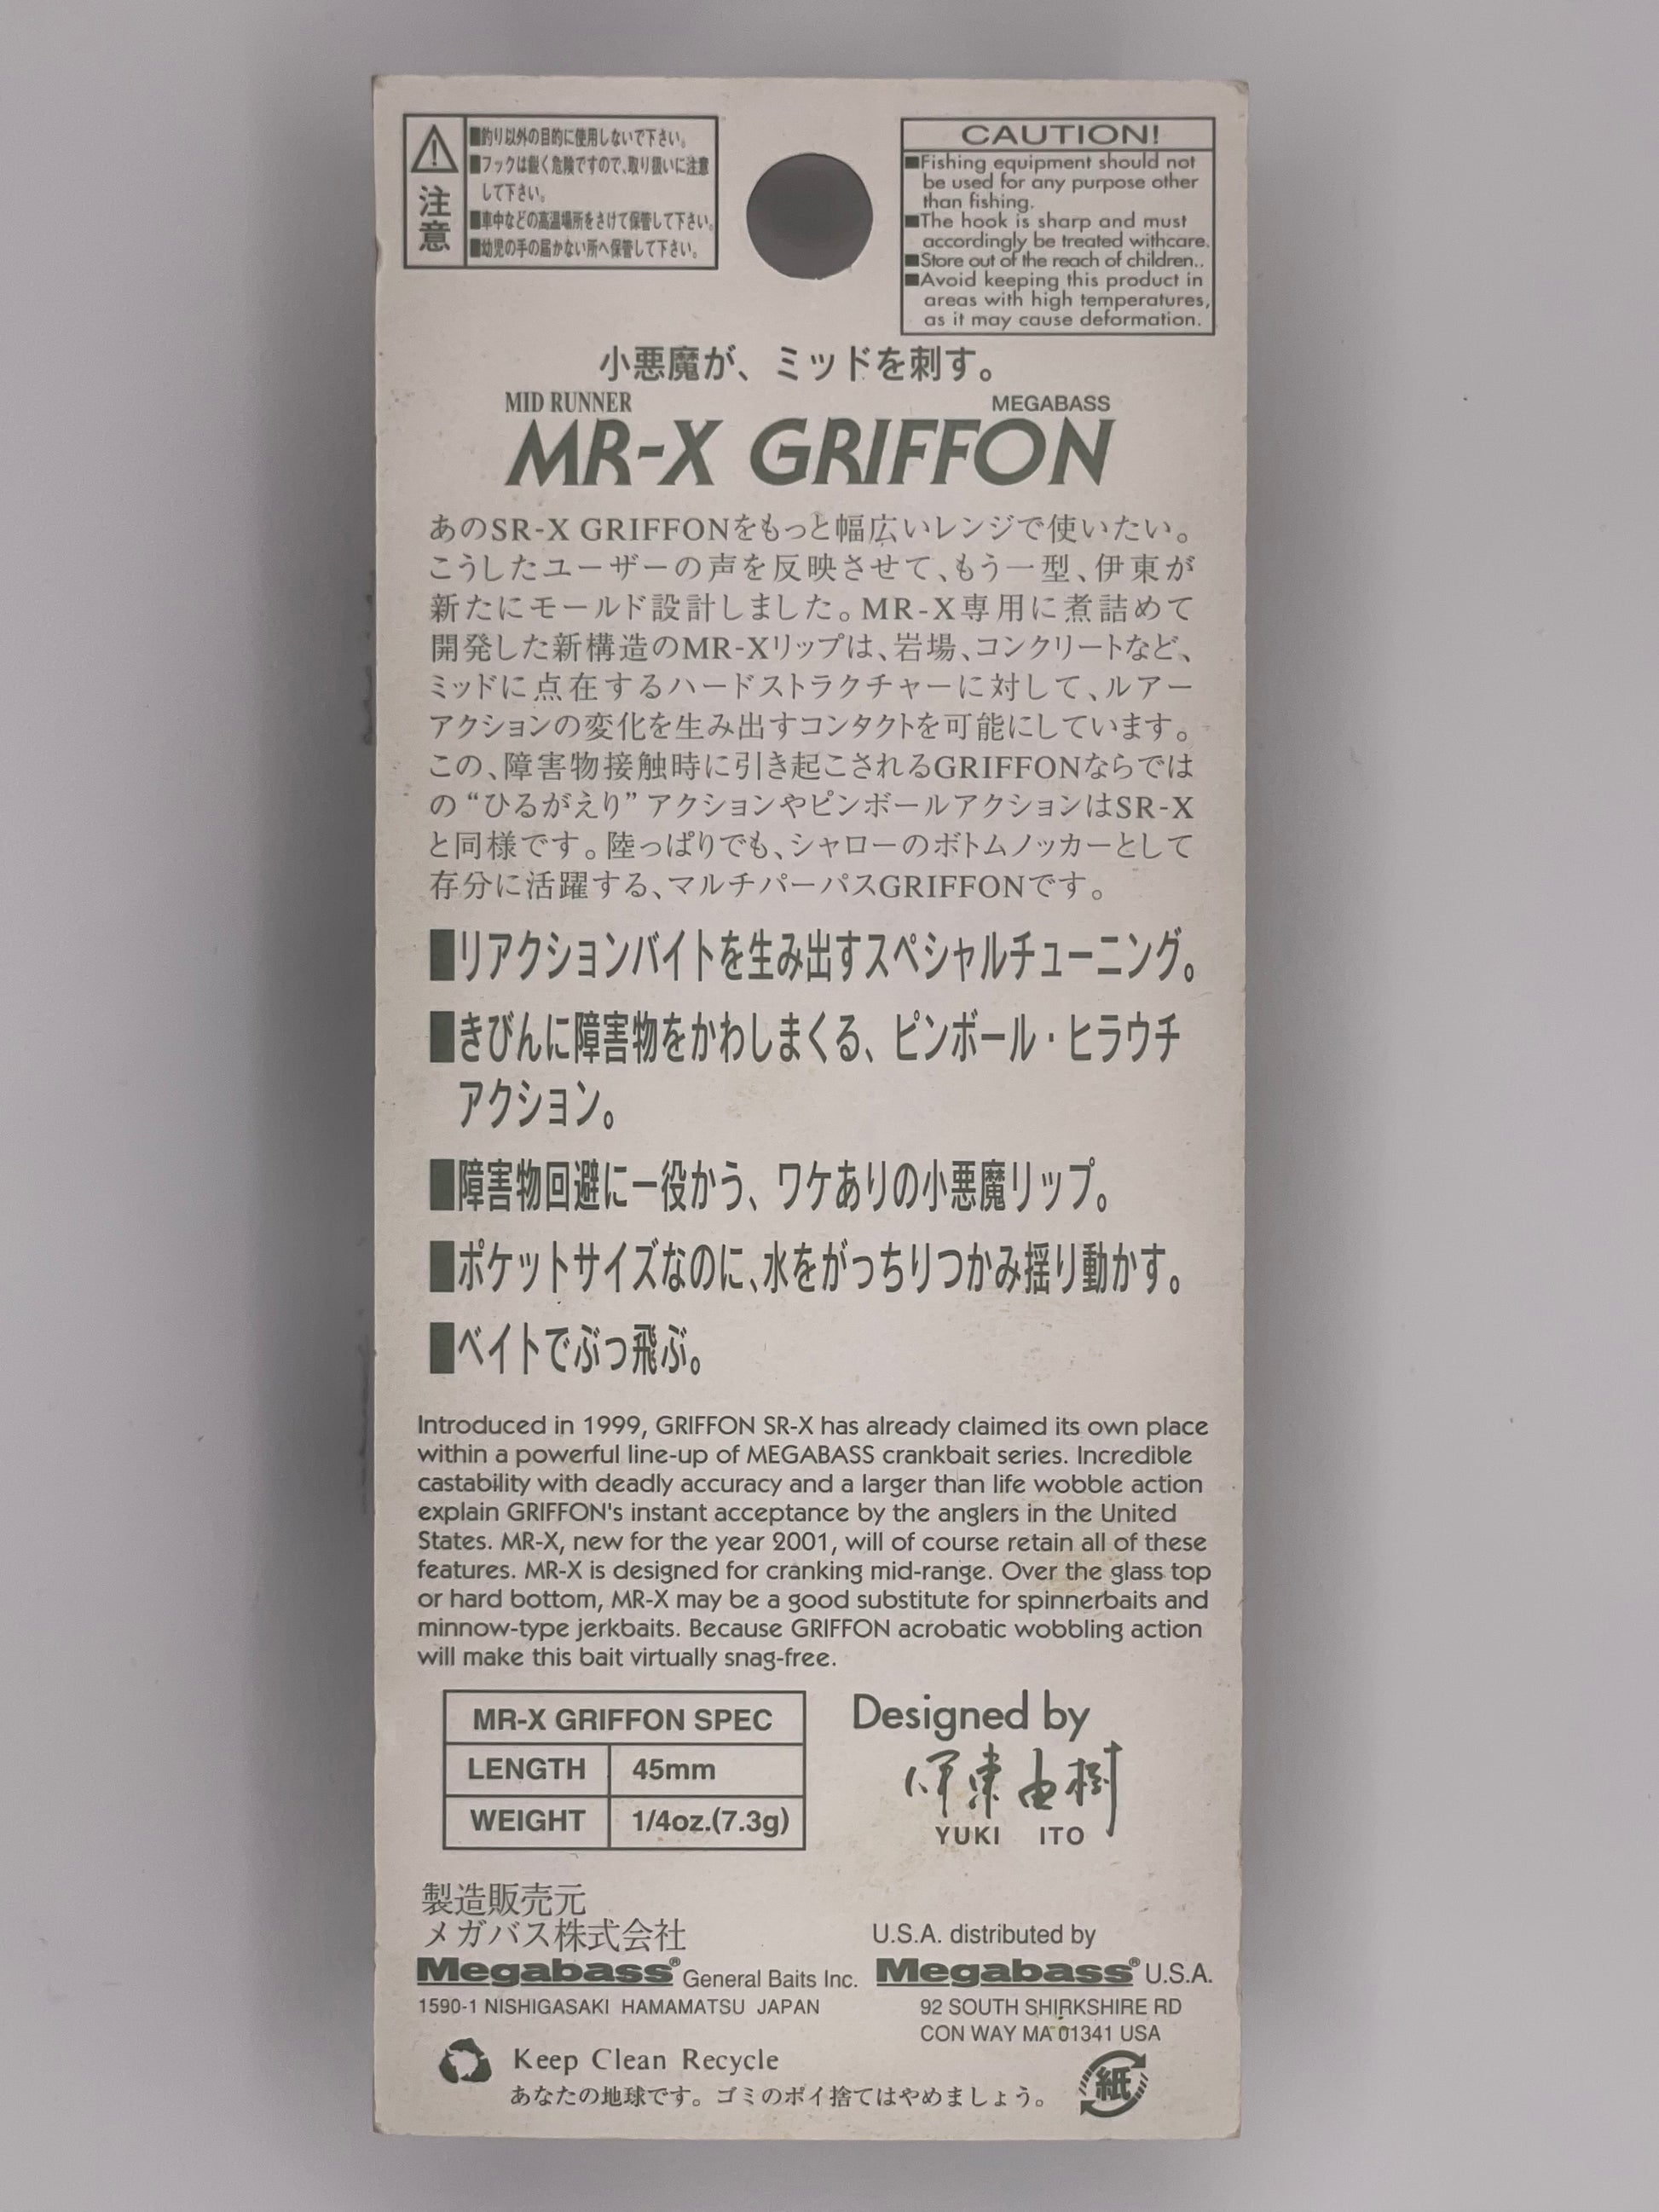 注意
■釣り以外の目的に使用しないで下さい。
■フックは鋭く危険ですので、取り扱いに注意
して下さい。
■車中などの高温場所をさけて保管して下さい。
■幼児の手の届かない所へ保管して下さい。
CAUTION!
■Fishing equipment should not
be used for any purpose other
than fishing.
■The hook is sharp and must
accordingly be treated withcare.
■Store out of the reach of children..
■Avoid keeping this product in
areas with high temperatures,
as it may cause deformation.
小悪魔が、ミッドを刺す。
MID RUNNER MEGABASS
MR-X GRIFFON
あのSR-X GRIFFONをもっと幅広いレンジで使いたい。
こうしたユーザーの声を反映させて、もう一型、伊東が
新たにモールド設計しました。MR-X専用に煮詰めて
開発した新構造のMR-Xリップは、岩場、コンクリートなど、
ミッドに点在するハードストラクチャーに対して、ルアー
アクションの変化を生み出すコンタクトを可能にしています。
この、障害物接触時に引き起こされるGRIFFONならでは
の“ひるがえり”アクションやピンボールアクションはSR-X
と同様です。陸っぱりでも、シャローのボトムノッカーとして
存分に活躍する、マルチパーパスGRIFFONです。
■リアクションバイトを生み出すスペシャルチューニング。
■きびんに障害物をかわしまくる、ピンボール・ヒラウチ
アクション。
■障害物回避に一役かう、ワケありの小悪魔リップ。
■ポケットサイズなのに、水をがっちりつかみ揺り動かす。
■ベイトでぶっ飛ぶ。
Introduced in 1999, GRIFFON SR-X has already claimed its own place
within a powerful line-up of MEGABASS crankbait series. Incredible
castability with deadly accuracy and a larger than life wobble action
explain GRIFFON's instant acceptance by the anglers in the United
States. MR-X, new for the year 2001, will of course retain all of these
features. MR-X is designed for cranking mid-range. Over the glass top
or hard bottom, MR-X may be a good substitute for spinnerbaits and
minnow-type jerkbaits. Because GRIFFON acrobatic wobbling action
will make this bait virtually snag-free.
MR-X GRIFFON SPEC
LENGTH 45mm
WEIGHT 1/4oz.(7.3g)
Designed by
伊東由樹
YUKI ITO
製造販売元
メガバス株式会社
Megabass® General Baits Inc.
1590-1 NISHIGASAKI HAMAMATSU JAPAN
U.S.A. distributed by
Megabass® U.S.A.
92 SOUTH SHIRKSHIRE RD
CON WAY MA 01341 USA
Keep Clean Recycle
あなたの地球です。ゴミのポイ捨てはやめましょう。
紙